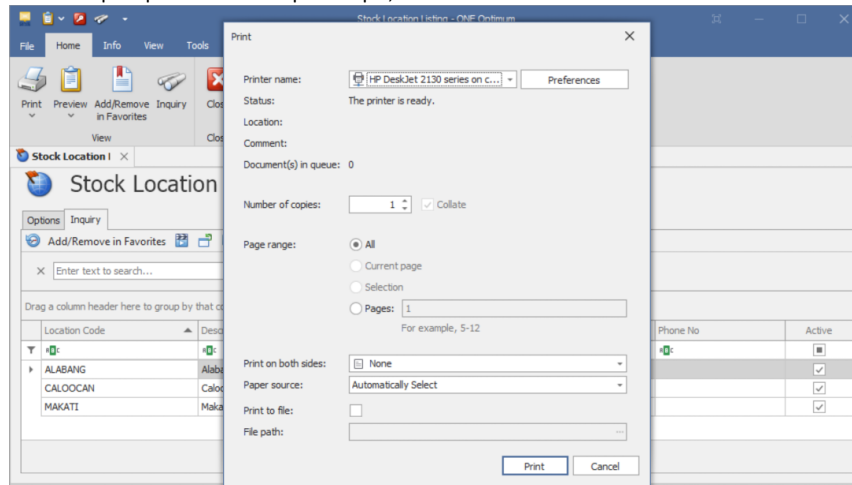 Stock Location Listing - ONE Optimum
File Home Info View Tools
Print Preview Add/Remove in Favorites Inquiry
View
Stock Location
Options Inquiry
Add/Remove in Favorites
Enter text to search...
Drag a column header here to group by that
Location Code
Phone No
Active
ALABANG
CALOOCAN
MAKATI
Print
Printer name: HP DeskJet 2130 series on c... Preferences
Status: The printer is ready.
Location:
Comment:
Document(s) in queue: 0
Number of copies: 1 Collate
Page range: All
Current page
Selection
Pages: 1
For example, 5-12
Print on both sides: None
Paper source: Automatically Select
Print to file:
File path:
Print Cancel